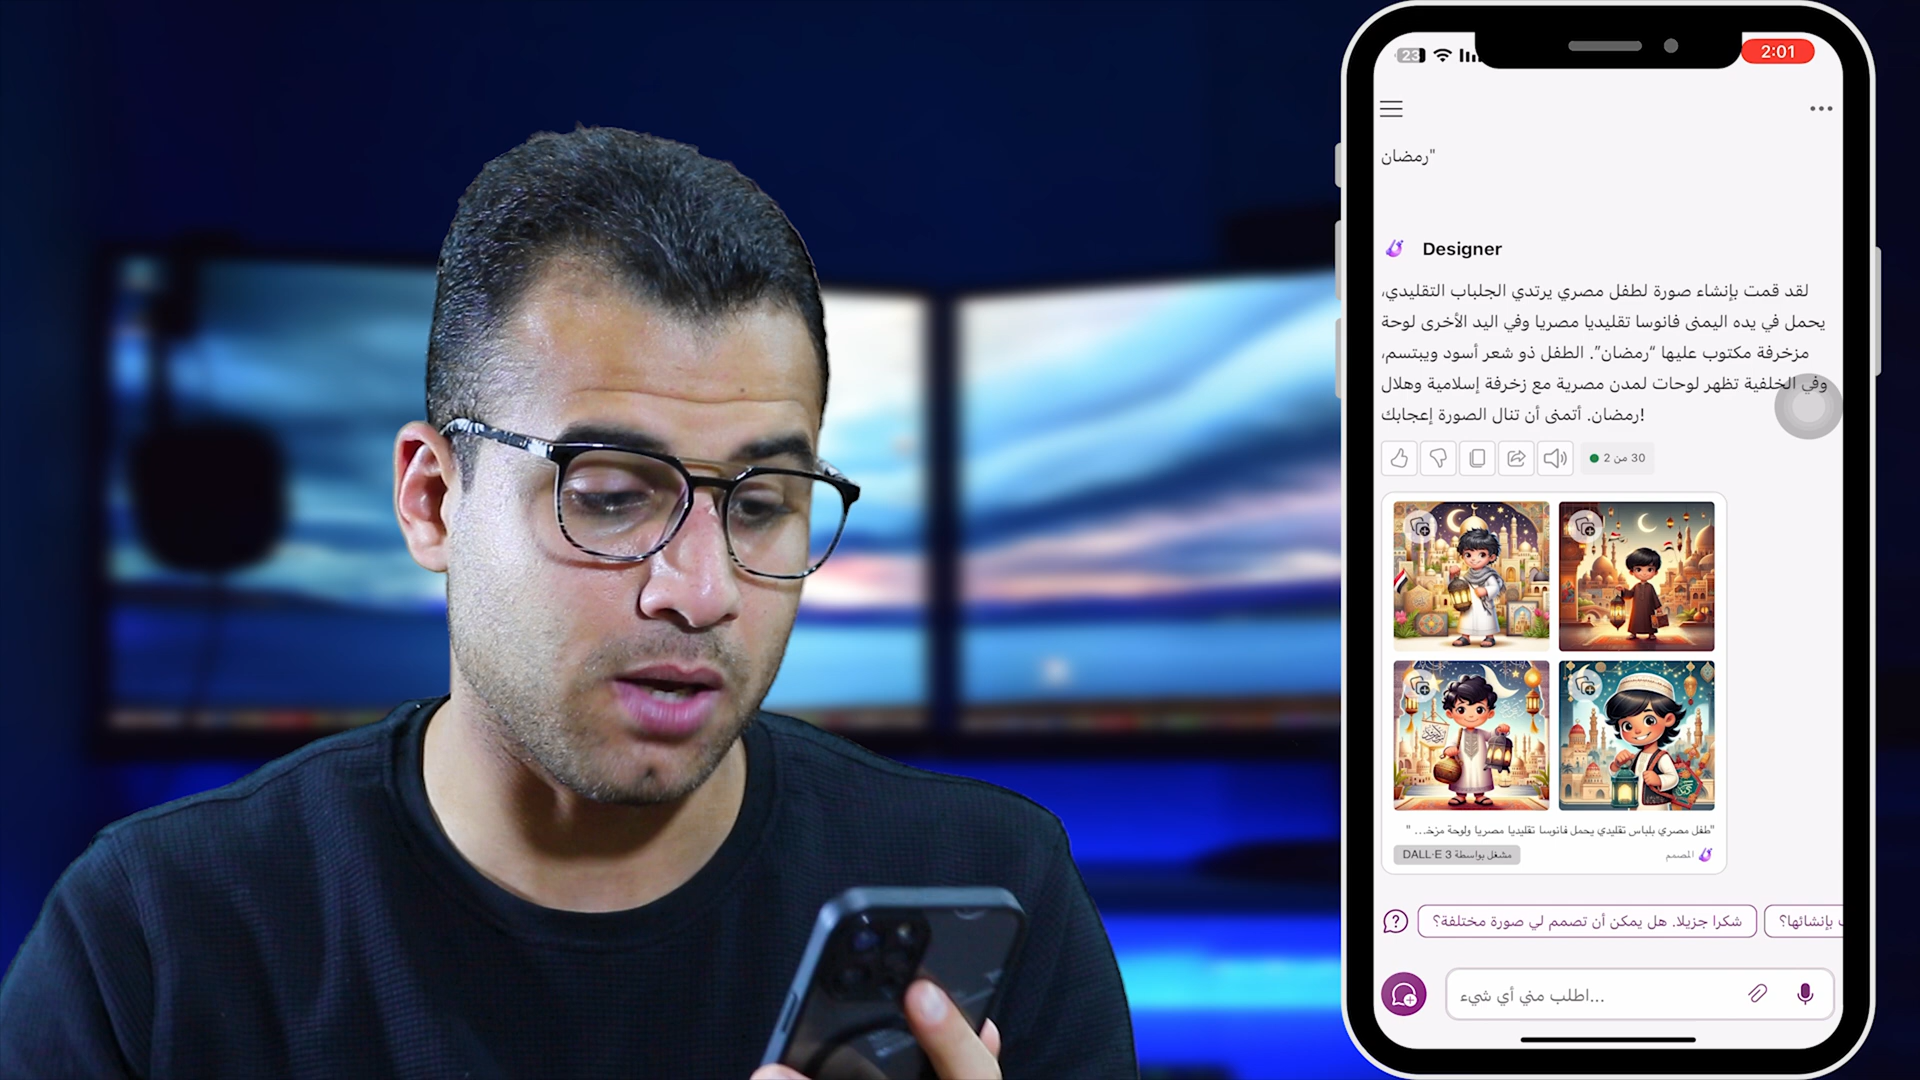 23
2:01
رمضان"
Designer
لقد قمت بإنشاء صورة لطفل مصري يرتدي الجلباب التقليدي،
يحمل في يده اليمنى فانوسا تقليديا مصريا وفي اليد الأخرى لوحة
مزخرفة مكتوب عليها “رمضان”. الطفل ذو شعر أسود ويبتسم،
وفي الخلفية تظهر لوحات لمدن مصرية مع زخرفة إسلامية وهلال
رمضان. أتمنى أن تنال الصورة إعجابك!
2 من 30
"طفل مصري بلباس تقليدي يحمل فانوسا تقليديا مصريا ولوحة مزخ... "
مشغل بواسطة DALL·E 3
المصمم
شكرا جزيلا. هل يمكن أن تصمم لي صورة مختلفة؟
بإنشائها؟
اطلب مني أي شيء...